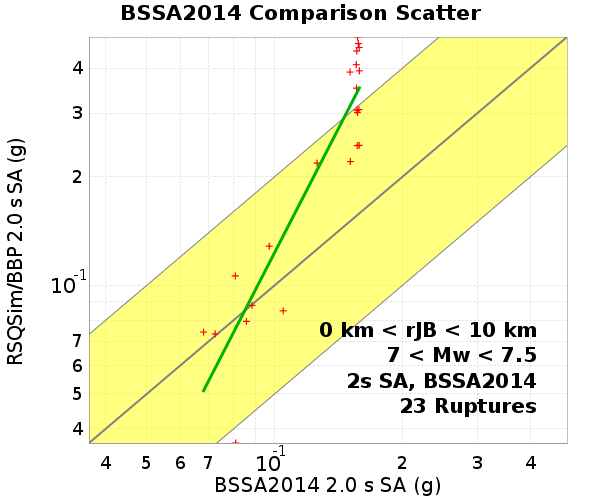 BSSA2014 Comparison Scatter
RSQSim/BBP 2.0 s SA (g)
4
3
2
10-1
7
6
5
4
0 km < rJB < 10 km
7 < Mw < 7.5
2s SA, BSSA2014
23 Ruptures
4 5 6 7 10-1 2 3 4
BSSA2014 2.0 s SA (g)